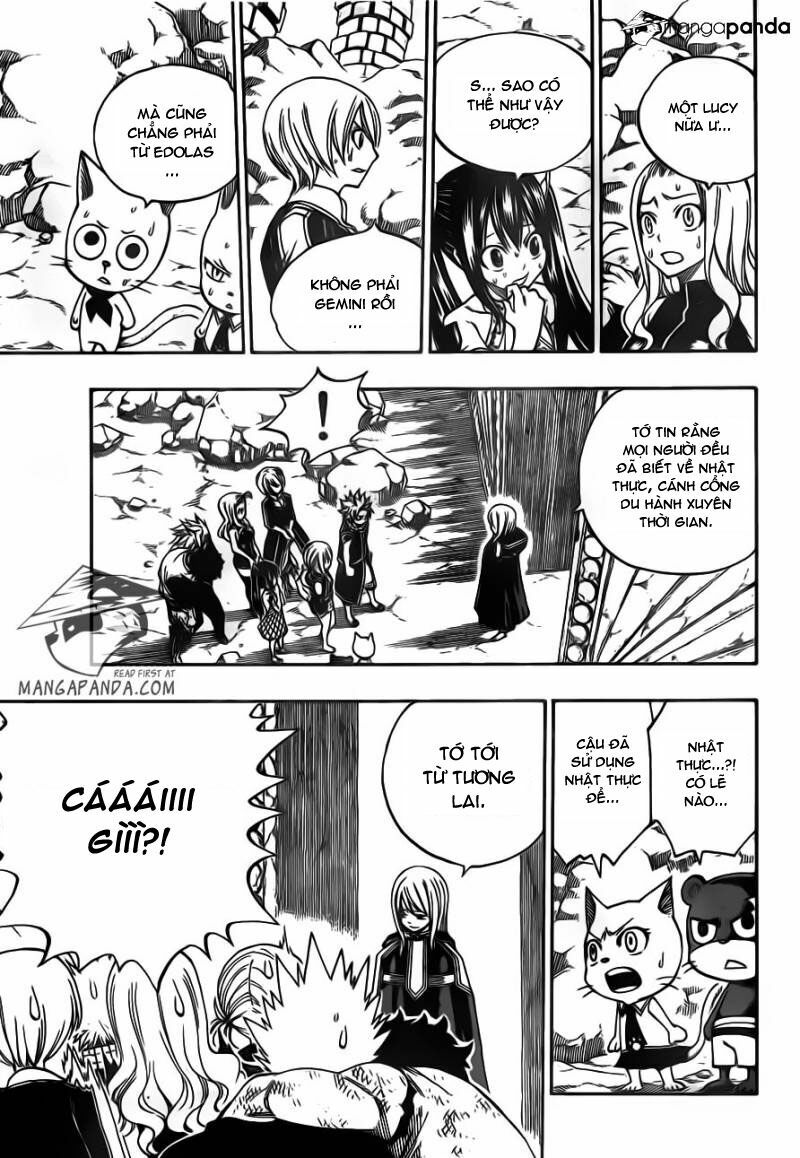 mangapanda
MỘT LUCY
NỮA Ư...
S... SAO CÓ
THỂ NHƯ VẬY
ĐƯỢC?
KHÔNG PHẢI
GEMINI RỒI
...
MÀ CŨNG
CHẲNG PHẢI
TỪ EDOLAS
...
!
TỚ TIN RẰNG
MỌI NGƯỜI ĐỀU
ĐÃ BIẾT VỀ NHẬT
THỰC, CÁNH CỔNG
DU HÀNH XUYÊN
THỜI GIAN.
READ FIRST AT
MANGAPANDA.COM
NHẬT
THỰC...?!
CÓ LẼ
NÀO...
CẬU ĐÃ
SỬ DỤNG
NHẬT THỰC
ĐỂ...
TỚ TỚI
TỪ TƯƠNG
LAI.
CÁÁÁIIII
GÌÌÌ?!